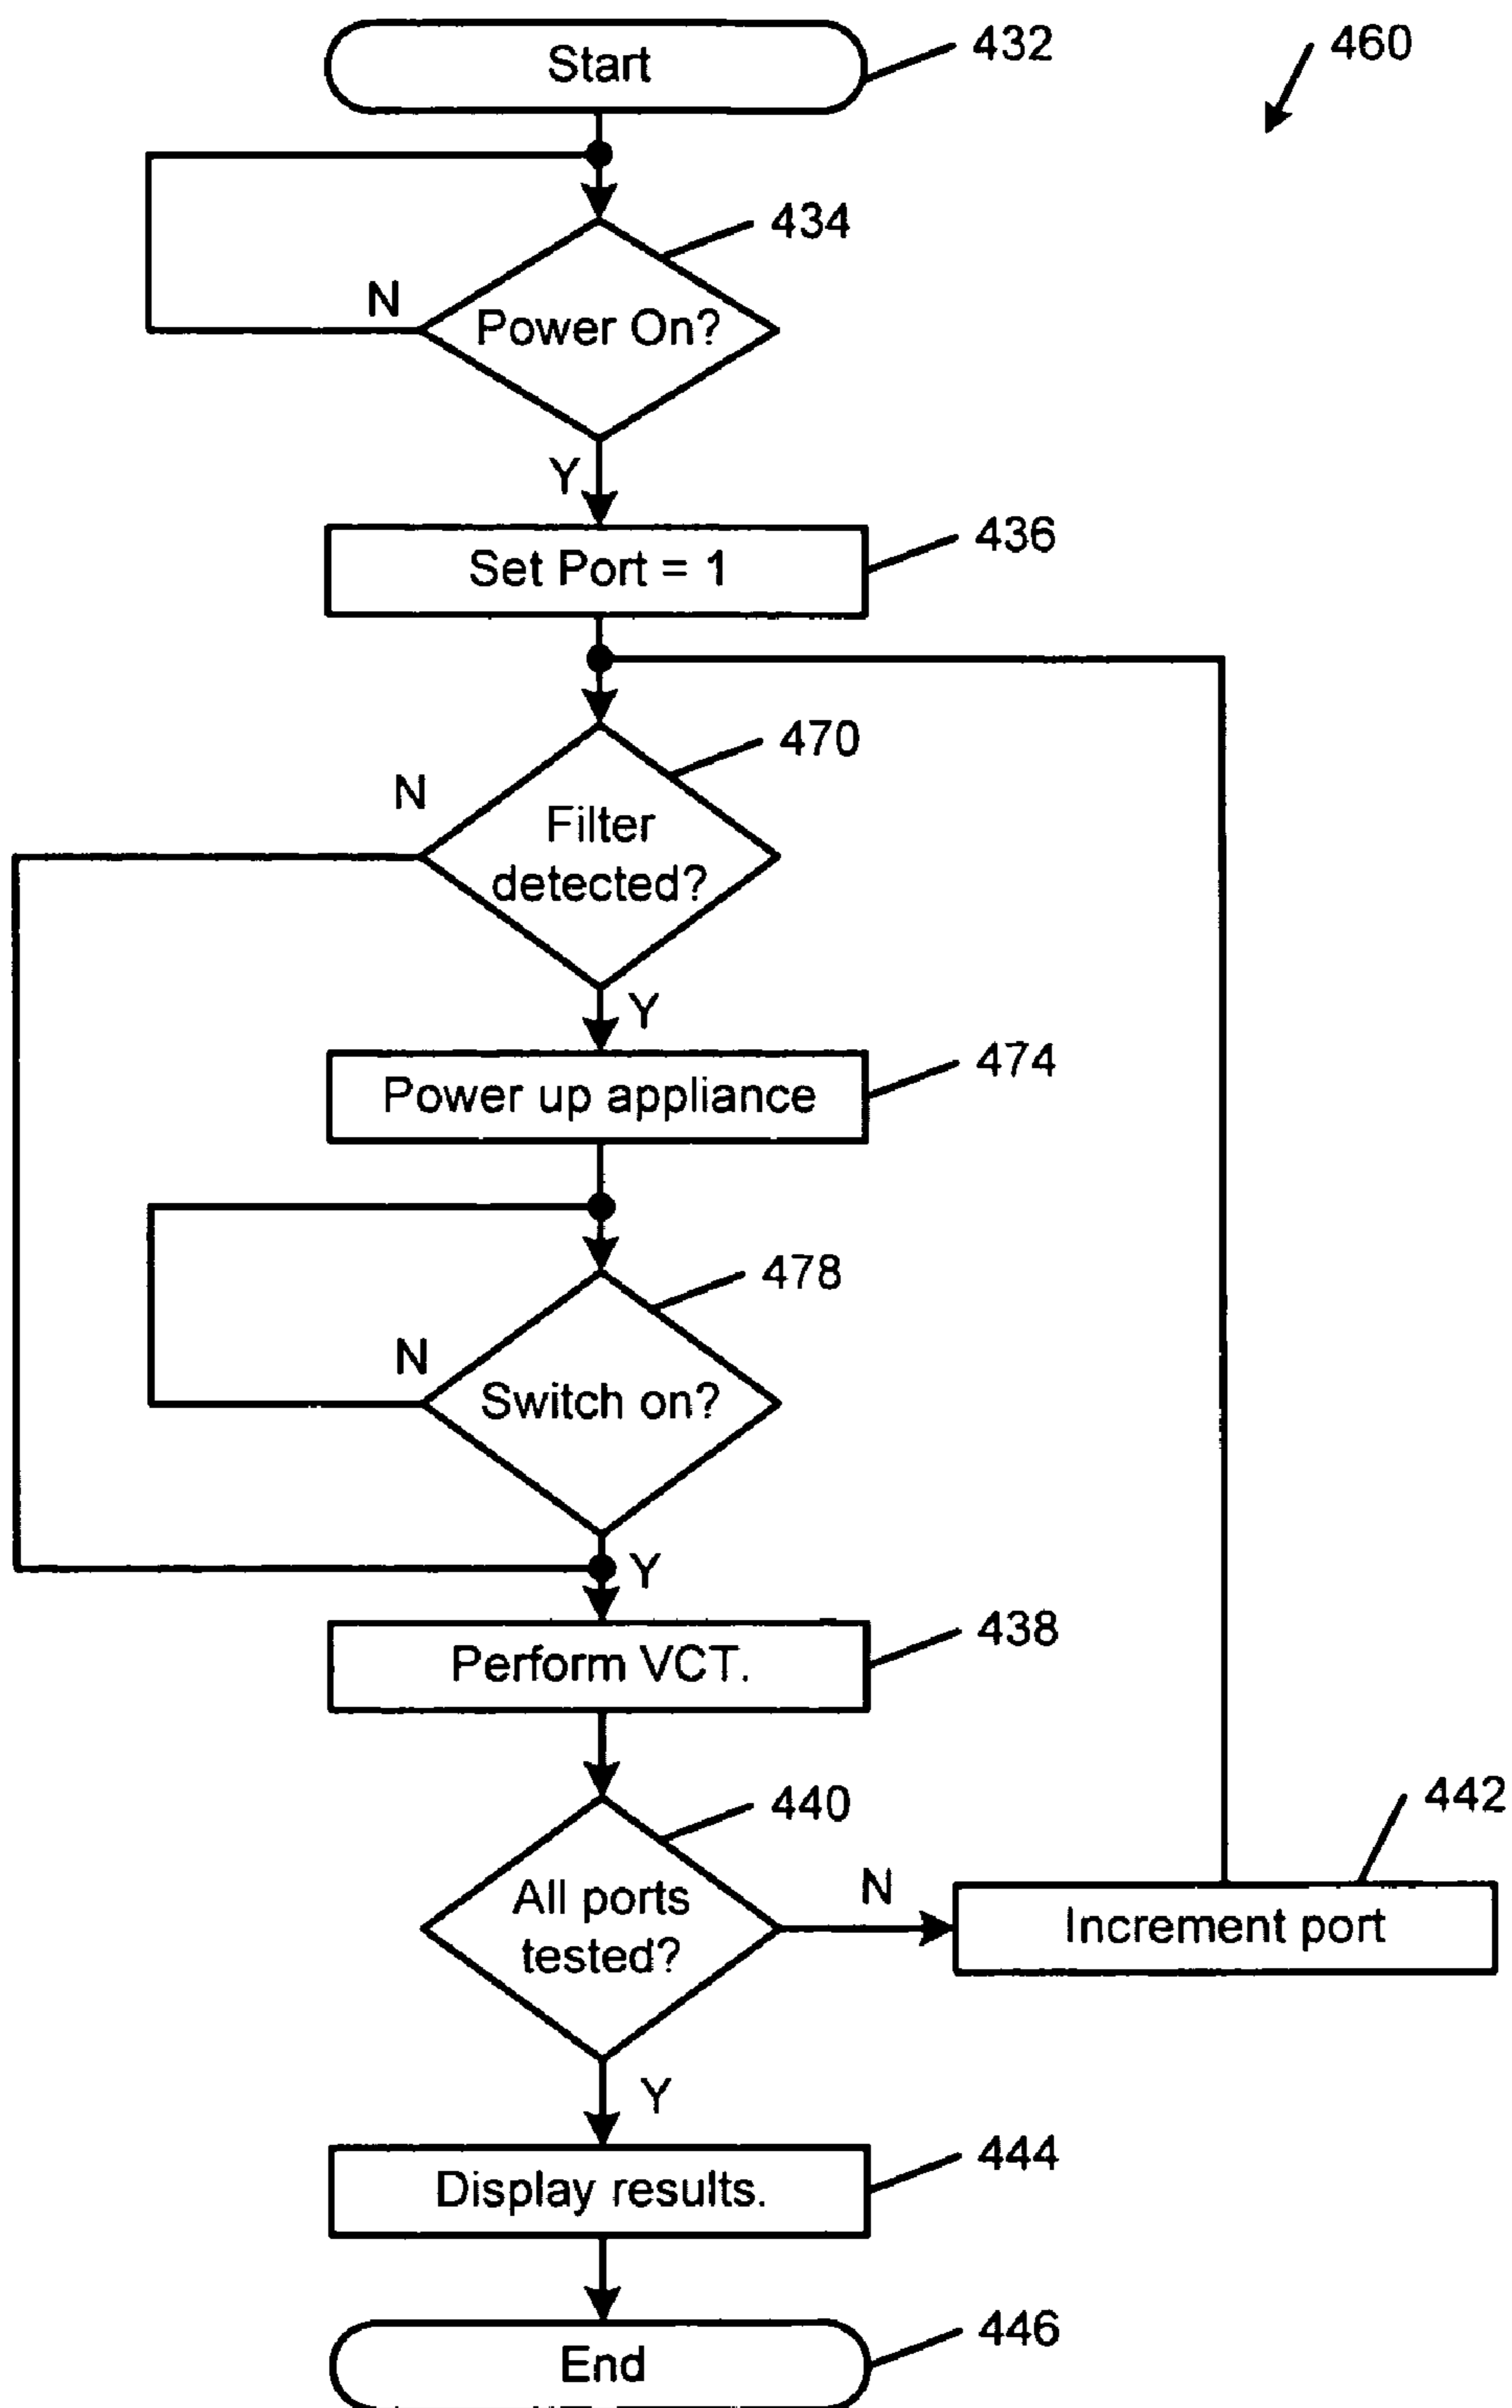 Start
432
460
434
N
Power On?
Y
436
Set Port = 1
470
N
Filter
detected?
Y
474
Power up appliance
478
N
Switch on?
Y
438
Perform VCT.
440
442
All ports
tested?
N
Increment port
Y
444
Display results.
446
End